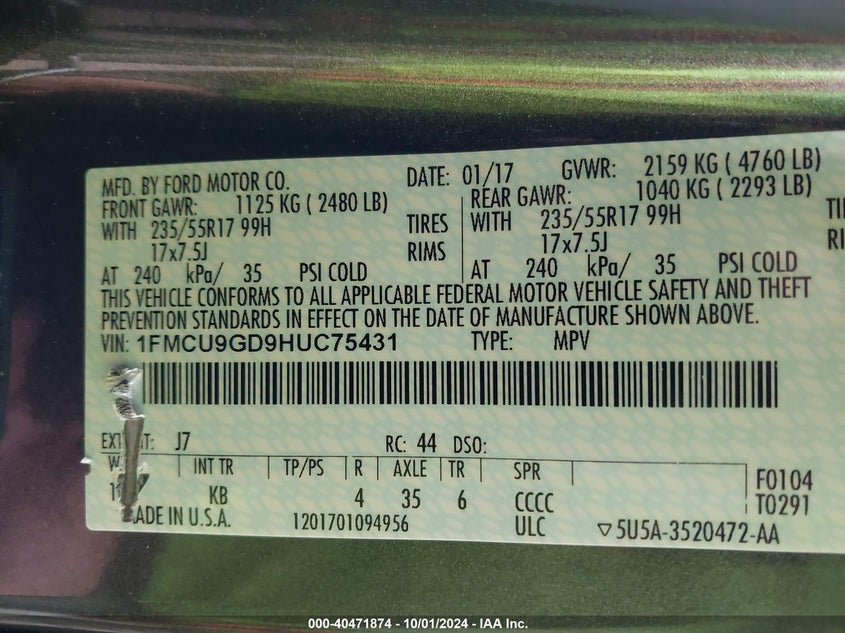 MFD. BY FORD MOTOR CO. DATE: 01/17 GVWR: 2159 KG ( 4760 LB)
FRONT GAWR: 1125 KG ( 2480 LB) REAR GAWR: 1040 KG ( 2293 LB)
WITH 235/55R17 99H TIRES WITH 235/55R17 99H
17x7.5J RIMS 17x7.5J
AT 240 kPa/ 35 PSI COLD AT 240 kPa/ 35 PSI COLD
THIS VEHICLE CONFORMS TO ALL APPLICABLE FEDERAL MOTOR VEHICLE SAFETY AND THEFT
PREVENTION STANDARDS IN EFFECT ON THE DATE OF MANUFACTURE SHOWN ABOVE.
VIN: 1FMCU9GD9HUC75431 TYPE: MPV
J7 RC: 44 DSO:
INT TR TP/PS R AXLE TR SPR
KB 4 35 6 CCCC
F0104
T0291
ADE IN U.S.A. 1201701094956 ULC ▽5U5A-3520472-AA
000-40471874 - 10/01/2024 - IAA Inc.